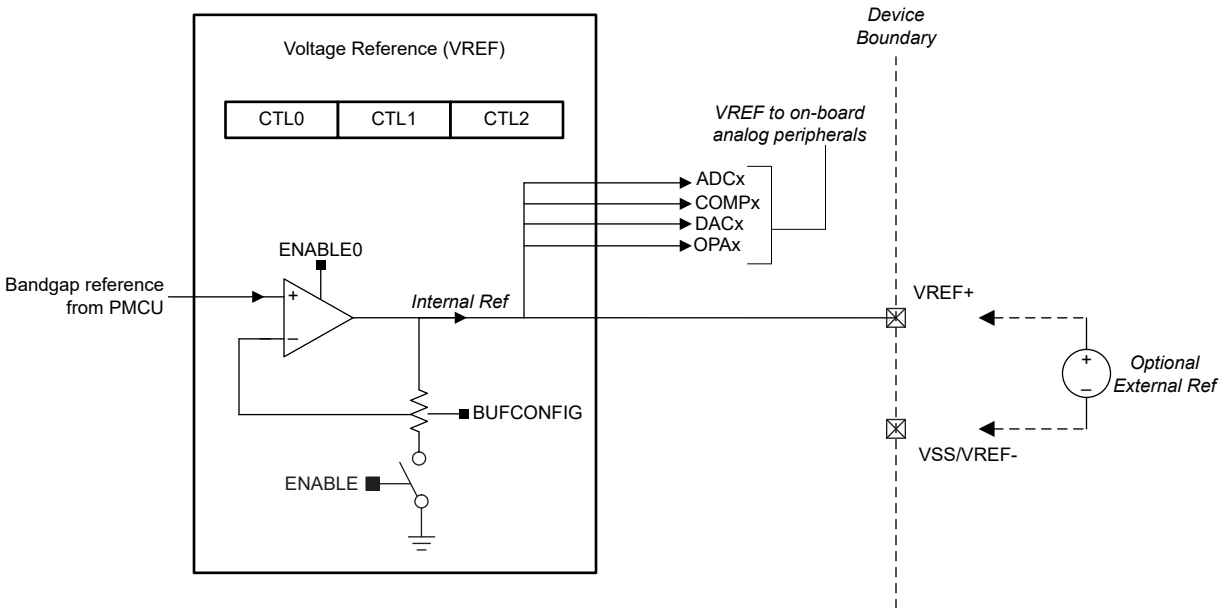 Device
Boundary
Voltage Reference (VREF)
CTL0 CTL1 CTL2
VREF to on-board
analog peripherals
ADCx
COMPx
DACx
OPAx
ENABLE0
Bandgap reference
from PMCU
+
−
Internal Ref
VREF+
+
−
Optional
External Ref
BUFCONFIG
VSS/VREF-
ENABLE